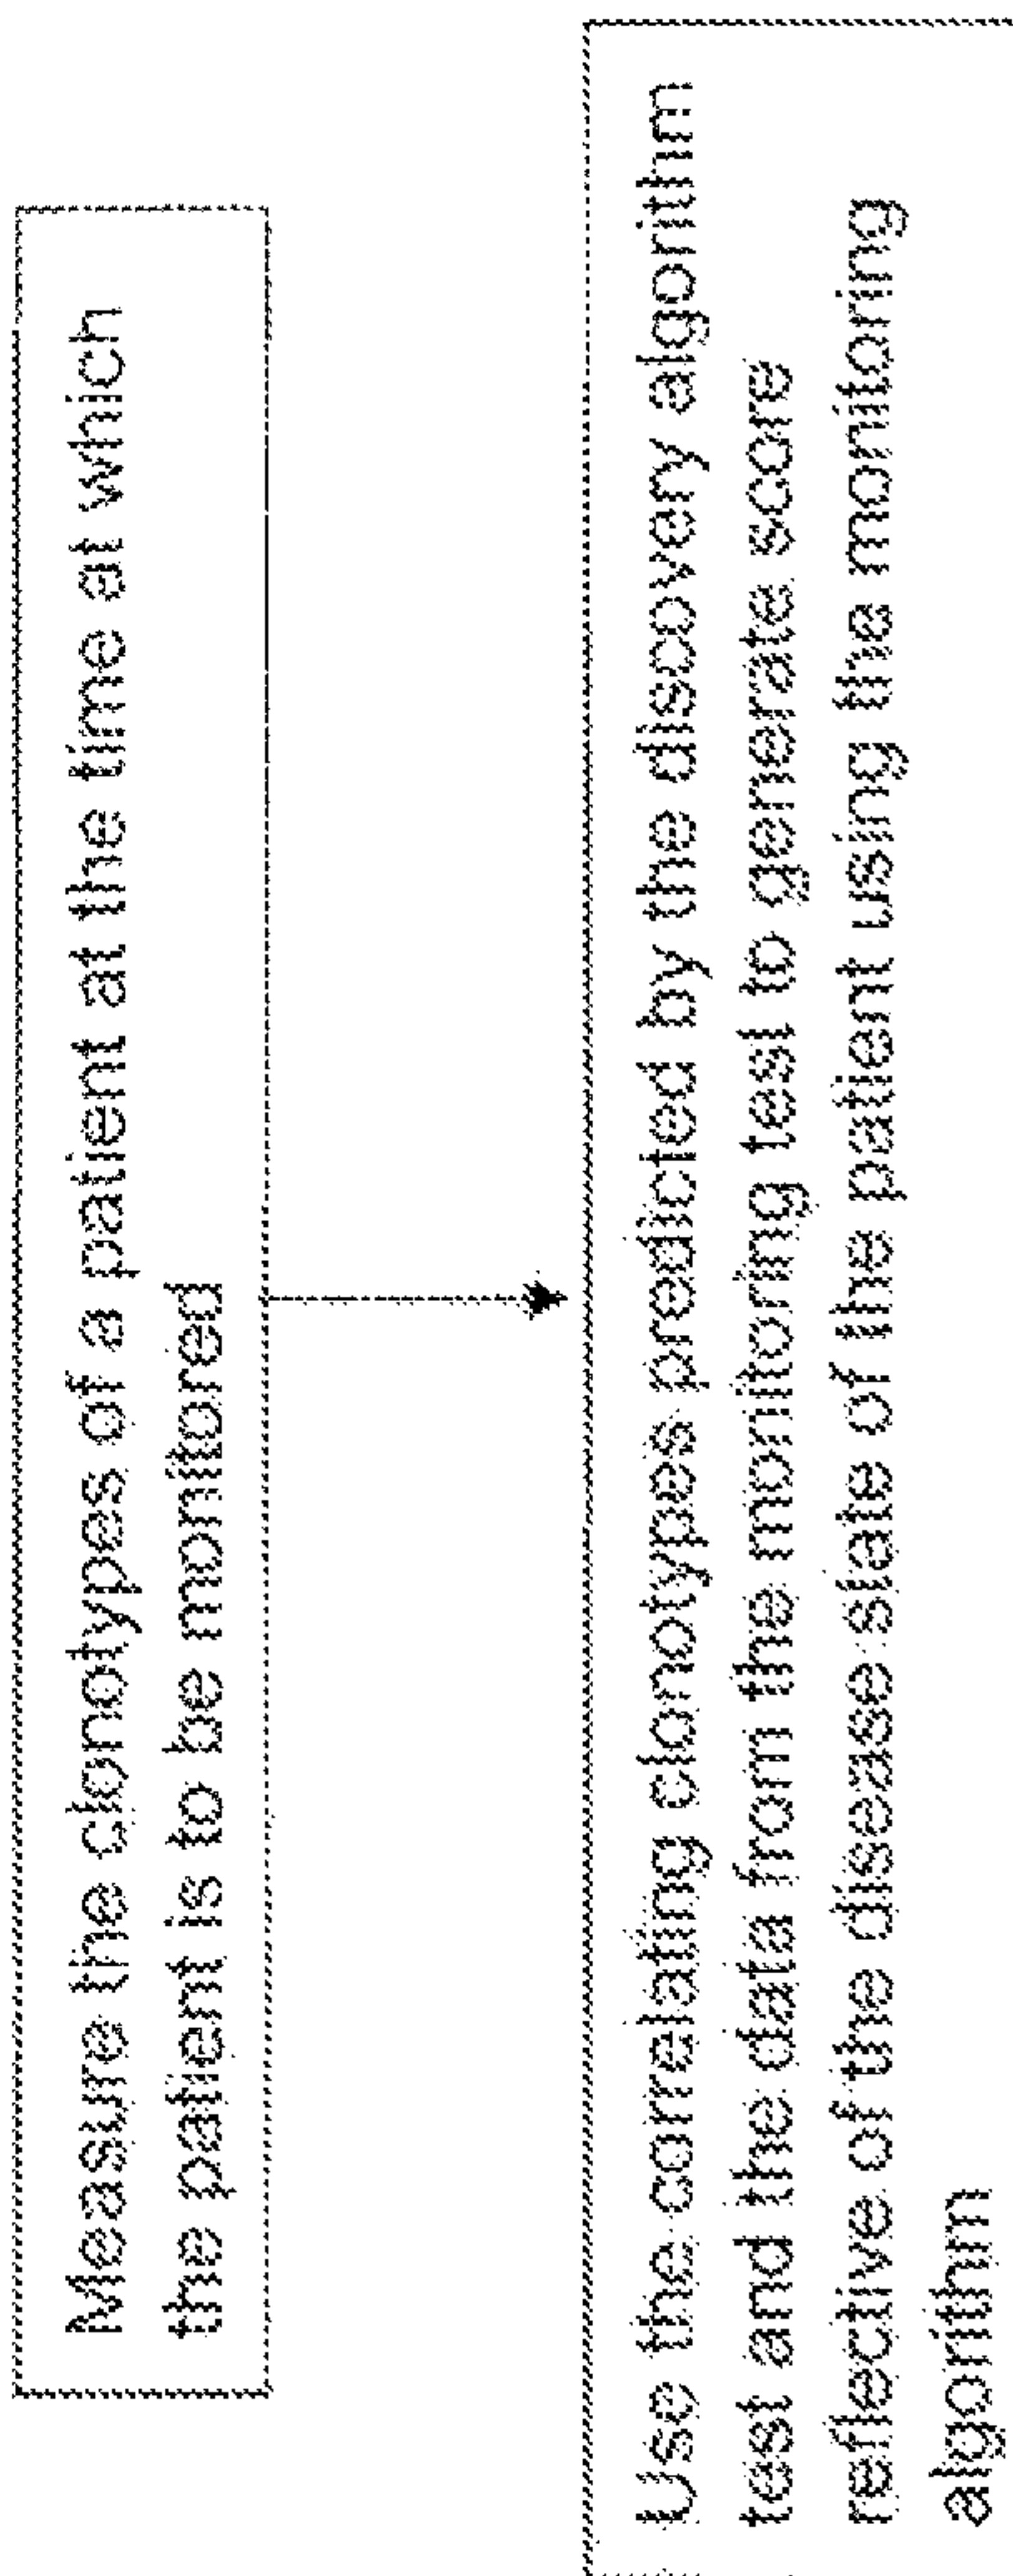 Measure the clonotypes of a patient at the time at which
the patient is to be monitored
Use the correlating clonotypes predicted by the discovery algorithm
test and the data from the monitoring test to generate score
reflective of the disease state of the patient using the monitoring
algorithm